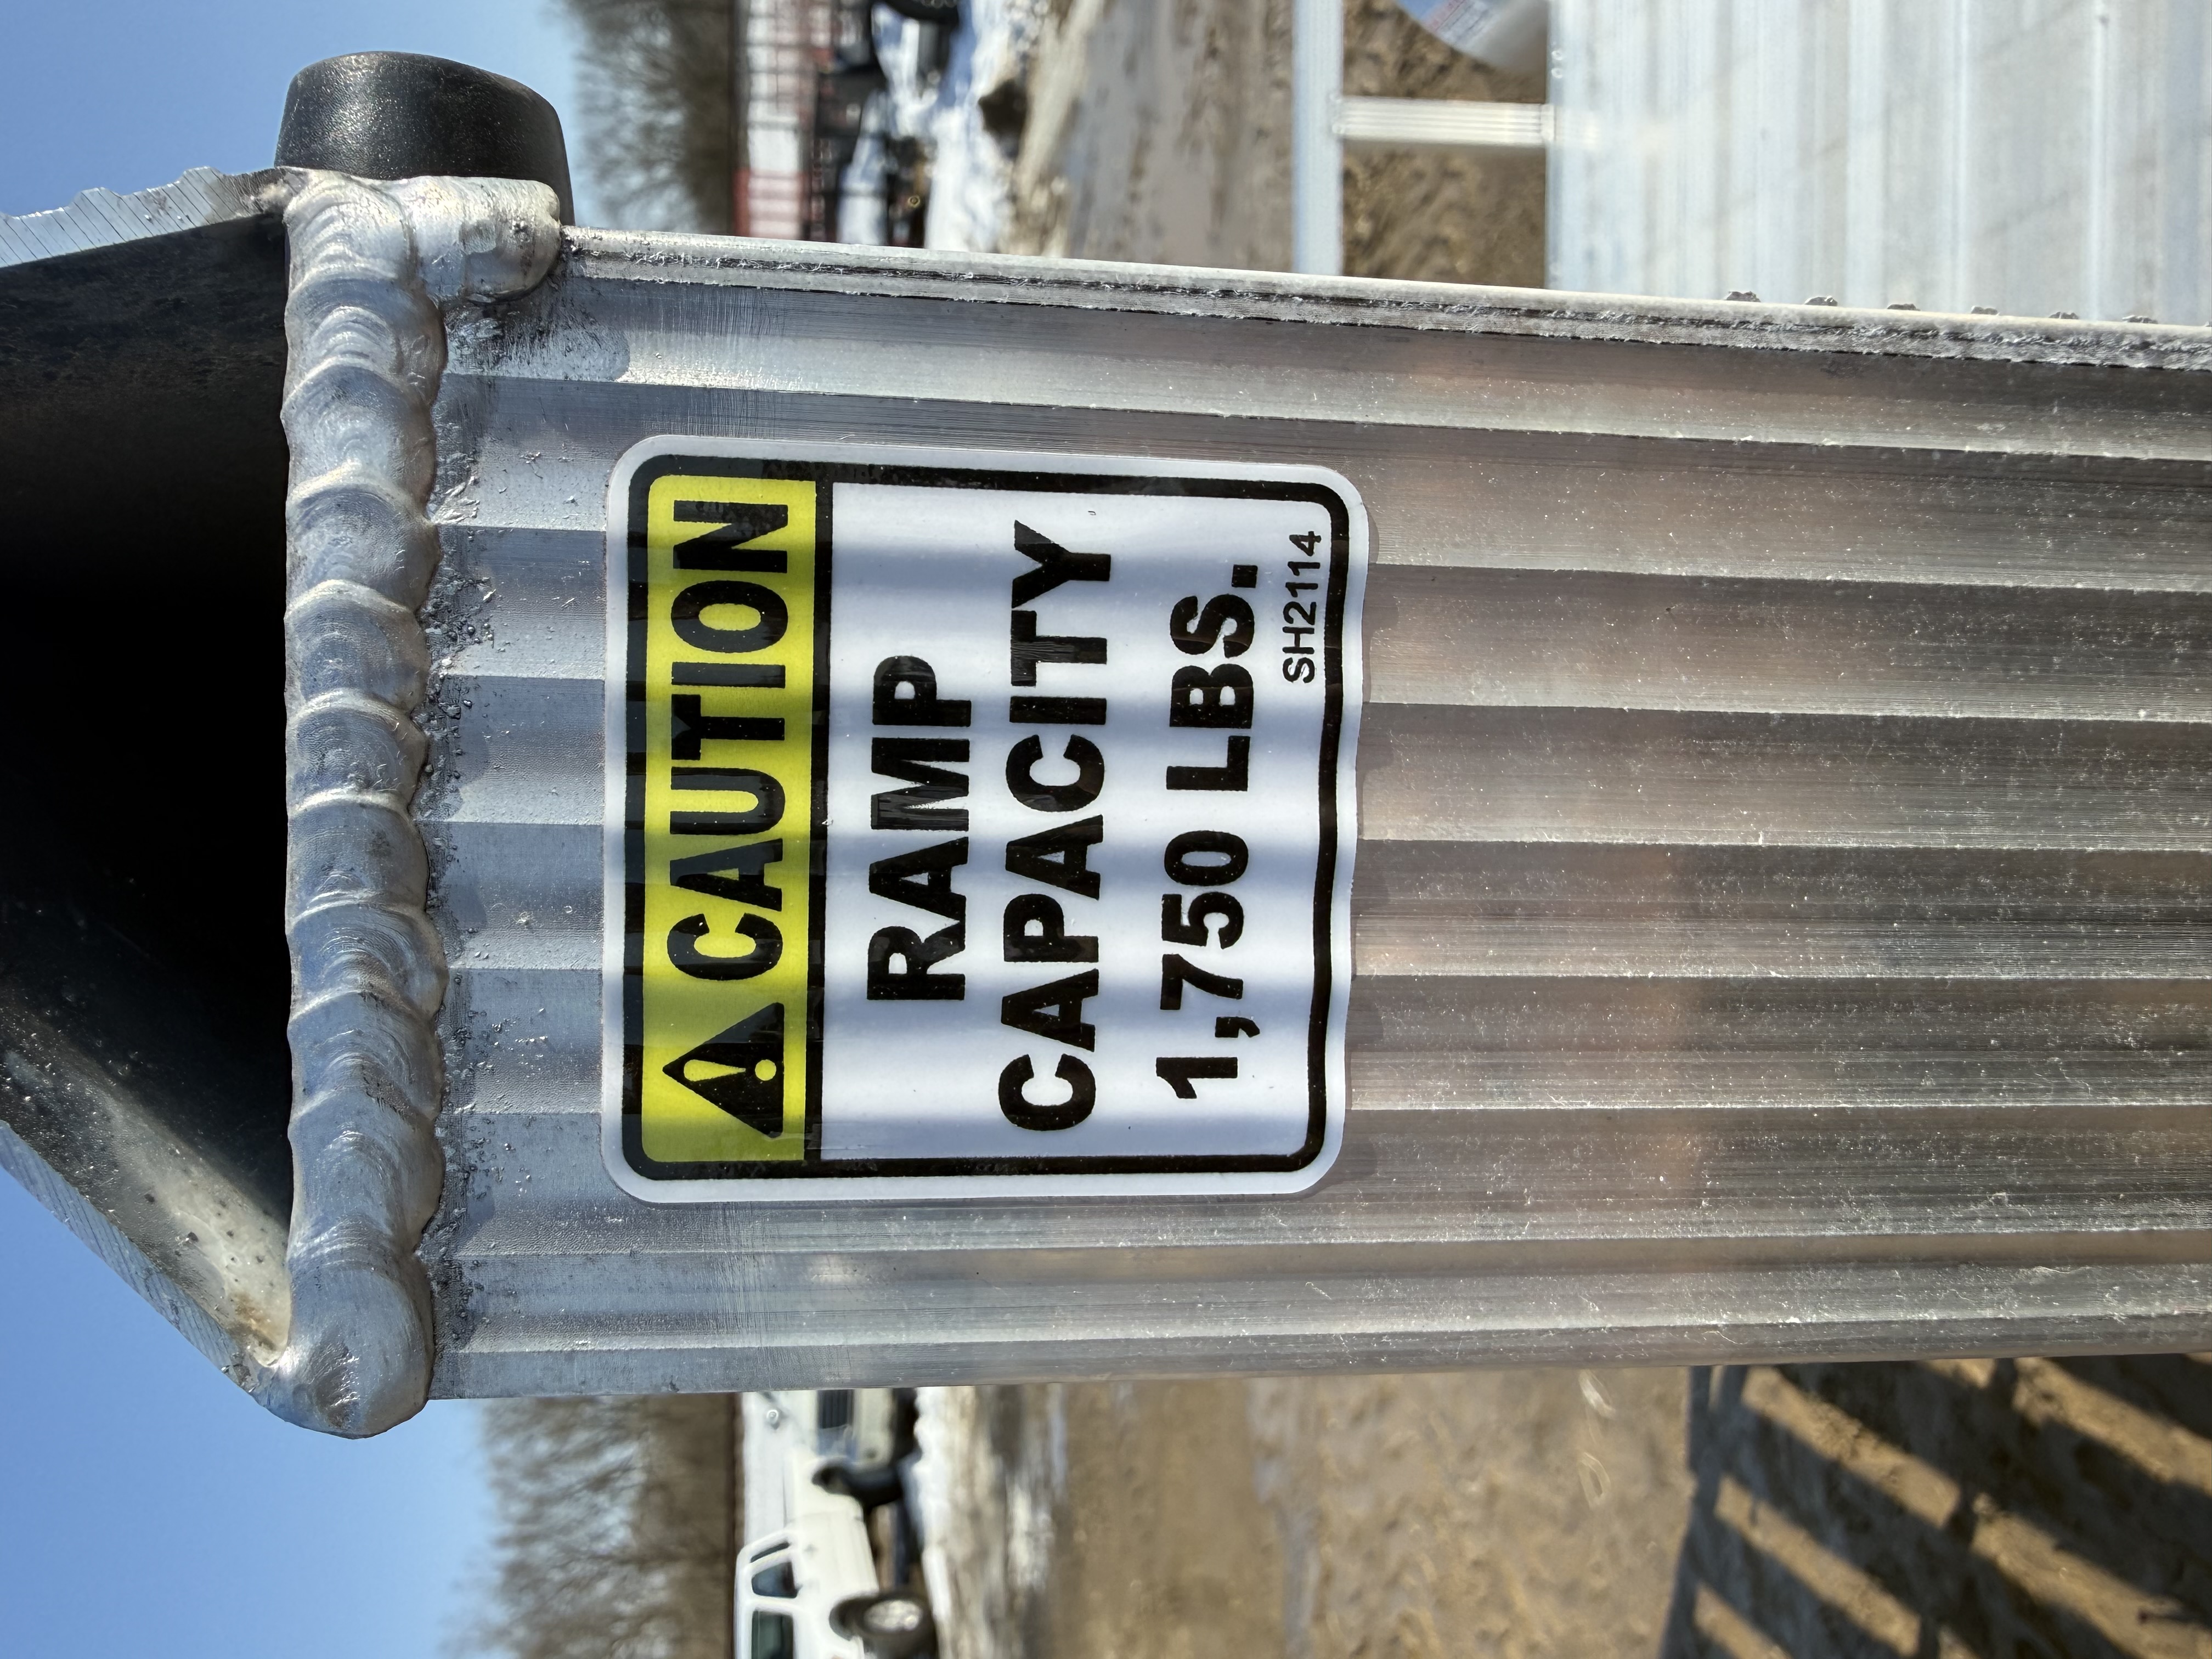 CAUTION
RAMP
CAPACITY
1,750 LBS.
SH2114